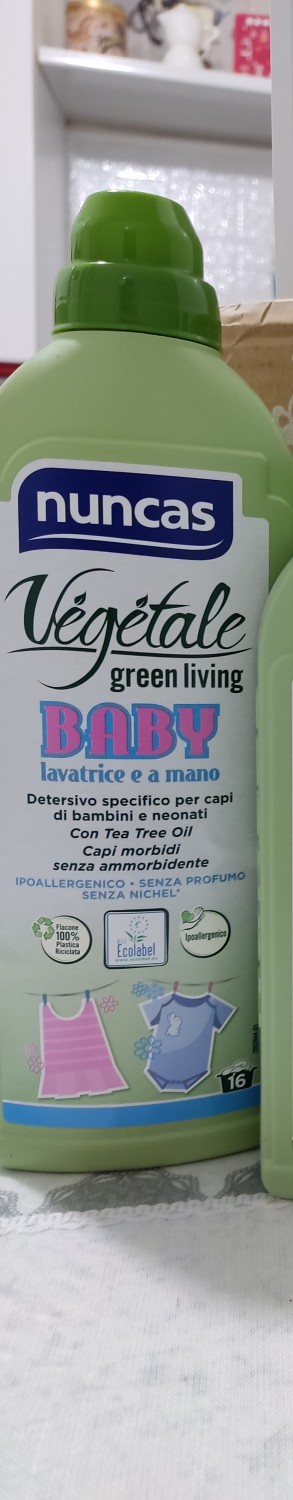 nuncas
Végétale
green living
BABY
lavatrice e a mano
Detersivo specifico per capi
di bambini e neonati
Con Tea Tree Oil
Capi morbidi
senza ammorbidente
IPOALLERGENICO • SENZA PROFUMO
SENZA NICHEL*
Flacone
100%
Plastica
Riciclata
EU
Ecolabel
Ipoallergenico
16